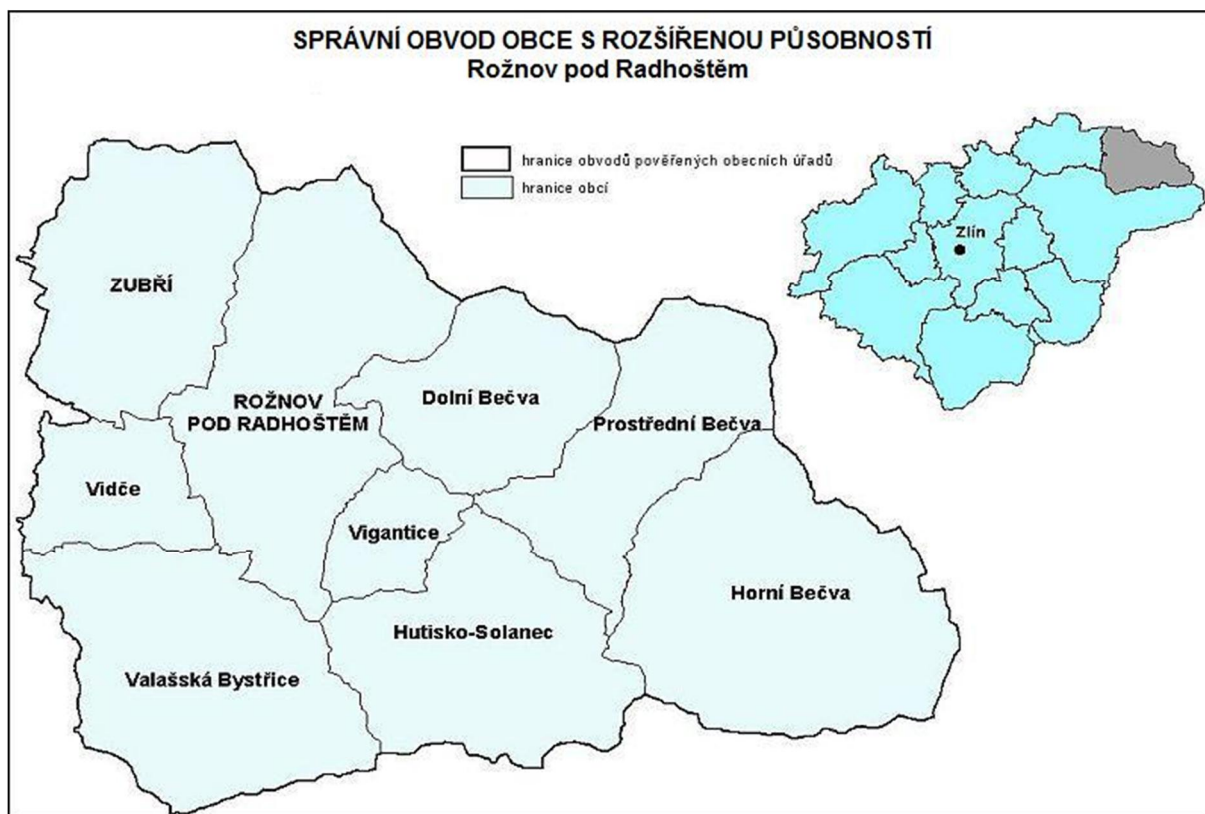 SPRÁVNÍ OBVOD OBCE S ROZŠÍŘENOU PŮSOBNOSTÍ
Rožnov pod Radhoštěm
hranice obvodů pověřených obecních úřadů
hranice obcí
Zlín
ZUBŘÍ
ROŽNOV
POD RADHOŠTĚM
Dolní Bečva
Prostřední Bečva
Vidče
Vigantice
Horní Bečva
Hutisko-Solanec
Valašská Bystřice